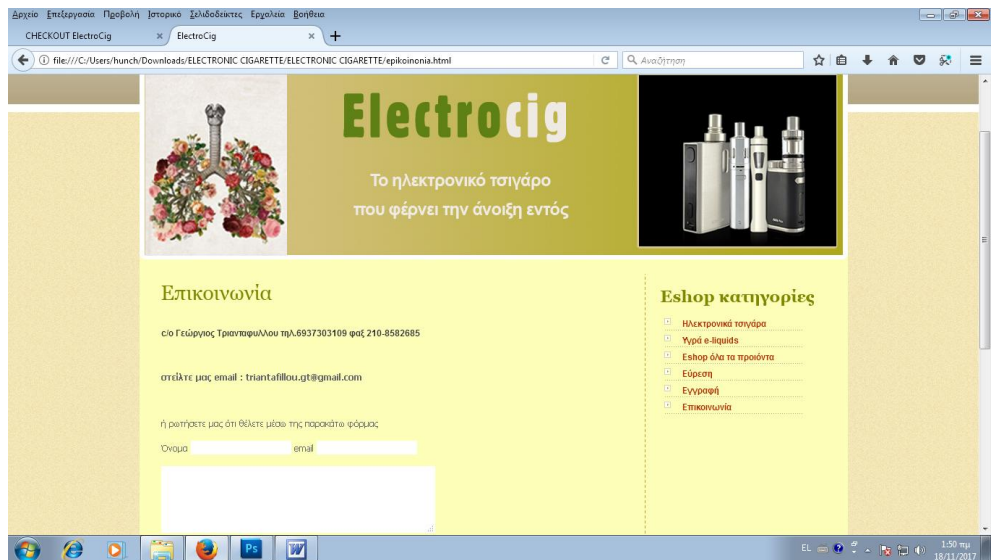 Αρχείο Επεξεργασία Προβολή Ιστορικό Σελιδοδείκτες Εργαλεία Βοήθεια
CHECKOUT ElectroCig × ElectroCig × +
file:///C:/Users/hunch/Downloads/ELECTRONIC CIGARETTE/ELECTRONIC CIGARETTE/epikoinonia.html
Αναζήτηση
Electrocig
Το ηλεκτρονικό τσιγάρο
που φέρνει την άνοιξη εντός
Επικοινωνία
c/o Γεώργιος Τριανταφυλλου τηλ.6937303109 φαξ 210-8582685
στείλτε μας email : triantafillou.gt@gmail.com
ή ρωτήσετε μας ότι θέλετε μέσω της παρακάτω φόρμας
Όνομα email
Eshop κατηγορίες
Ηλεκτρονικά τσιγάρα
Υγρά e-liquids
Eshop όλα τα προιόντα
Εύρεση
Εγγραφή
Επικοινωνία
Ps W
EL
1:50 πμ
18/11/2017